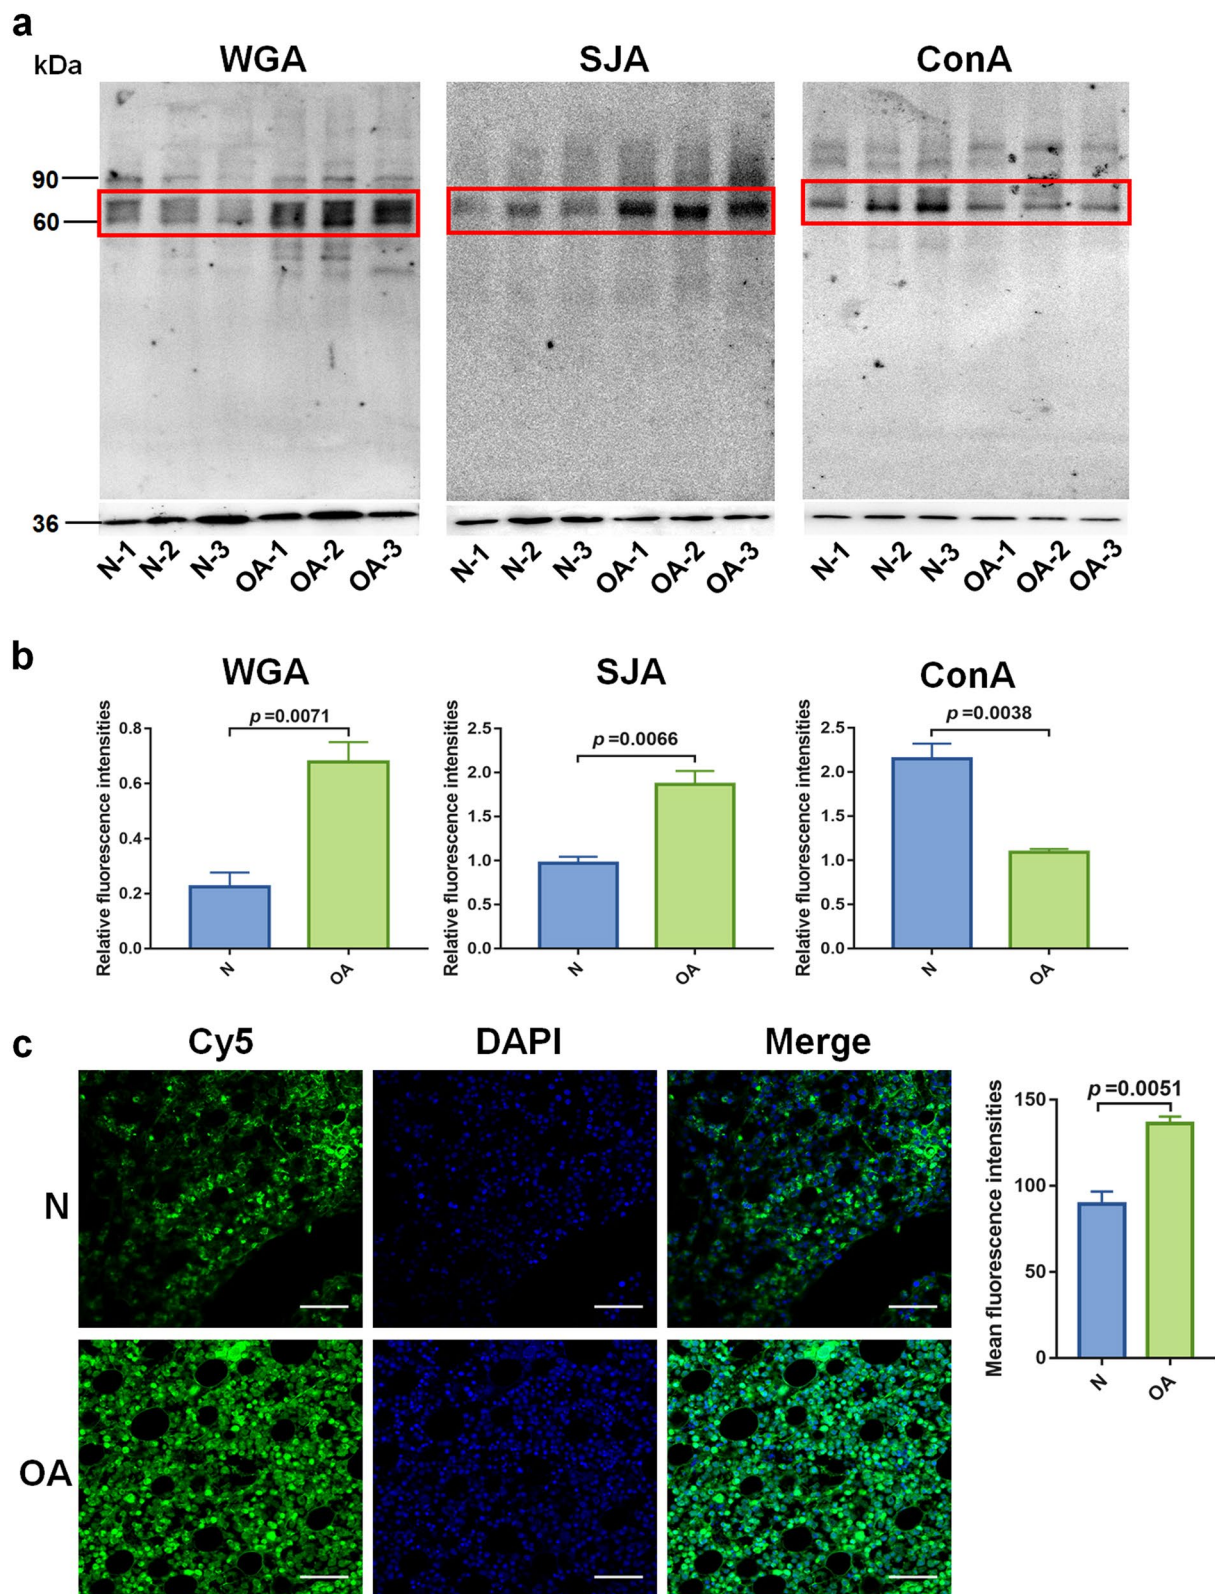 a
kDa
WGA
SJA
ConA
90
60
36
N-1 N-2 N-3 OA-1 OA-2 OA-3
N-1 N-2 N-3 OA-1 OA-2 OA-3
N-1 N-2 N-3 OA-1 OA-2 OA-3
b
WGA
Relative fluorescence intensities
0.8
0.6
0.4
0.2
0.0
p=0.0071
N
OA
SJA
Relative fluorescence intensities
2.5
2.0
1.5
1.0
0.5
0.0
p=0.0066
N
OA
ConA
Relative fluorescence intensities
2.5
2.0
1.5
1.0
0.5
0.0
p=0.0038
N
OA
c
Cy5
DAPI
Merge
N
OA
Mean fluorescence intensities
150
100
50
0
p=0.0051
N
OA